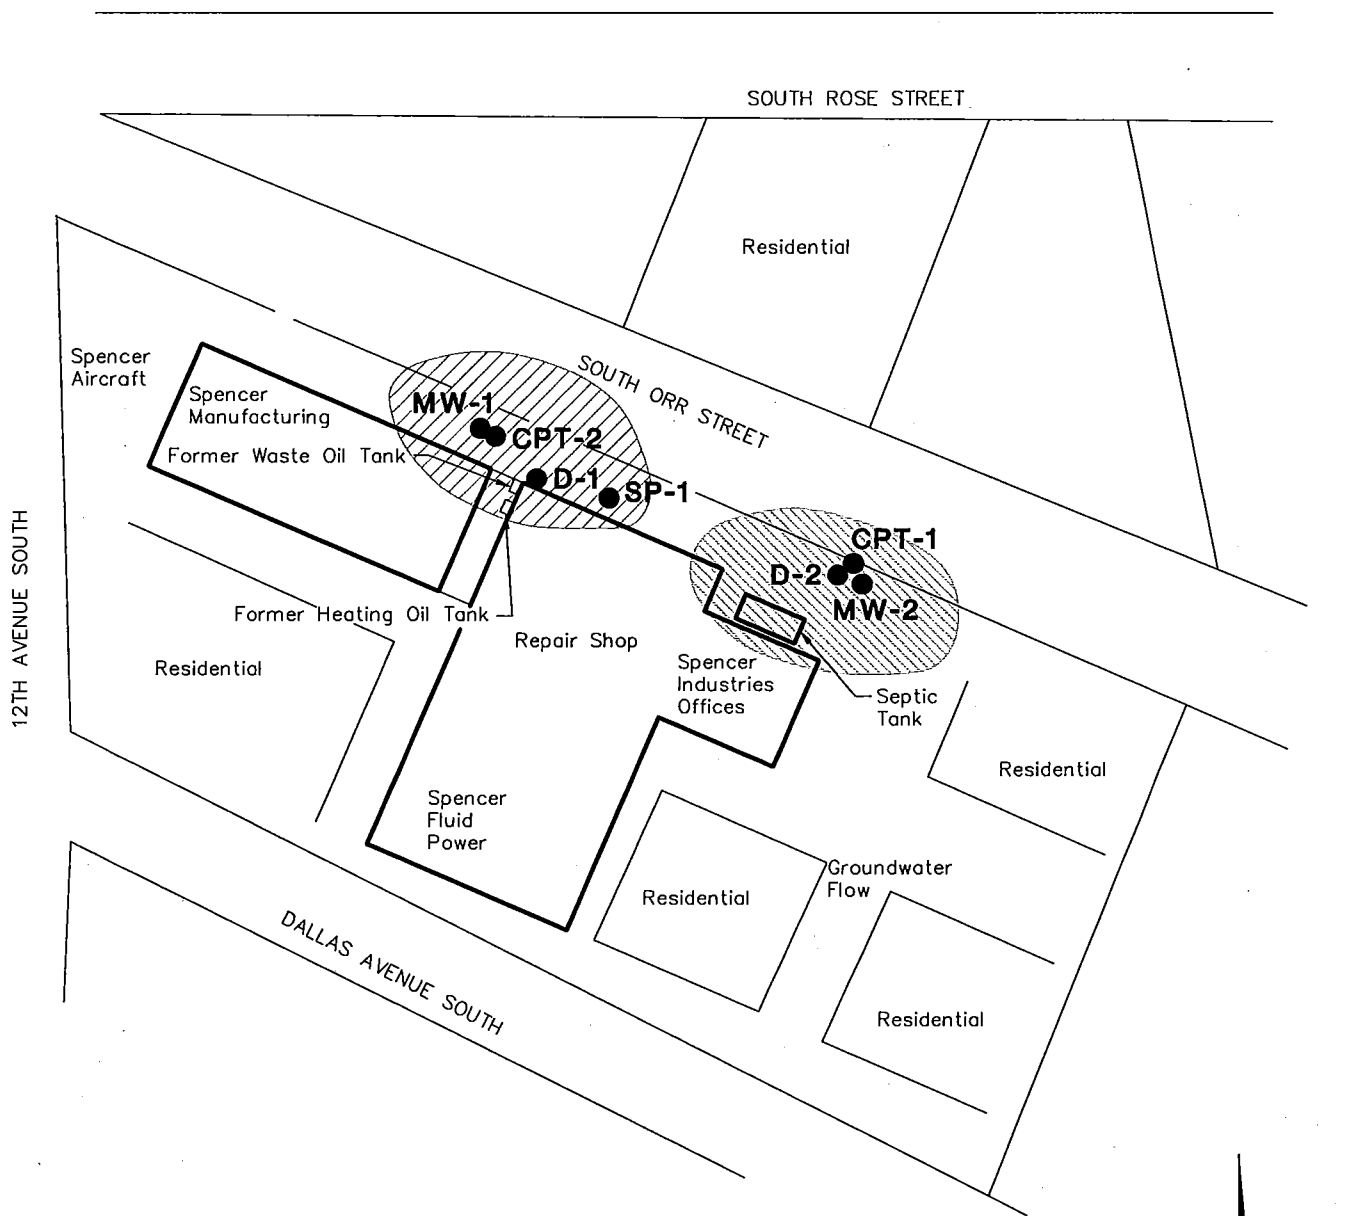 SOUTH ROSE STREET
Residential
SOUTH ORR STREET
Spencer
Aircraft
Spencer
Manufacturing
MW-1
CPT-2
Former Waste Oil Tank
D-1
SP-1
CPT-1
D-2
MW-2
Former Heating Oil Tank
Repair Shop
Residential
Spencer
Industries
Offices
Septic
Tank
12TH AVENUE SOUTH
Residential
Spencer
Fluid
Power
Groundwater
Flow
Residential
DALLAS AVENUE SOUTH
Residential